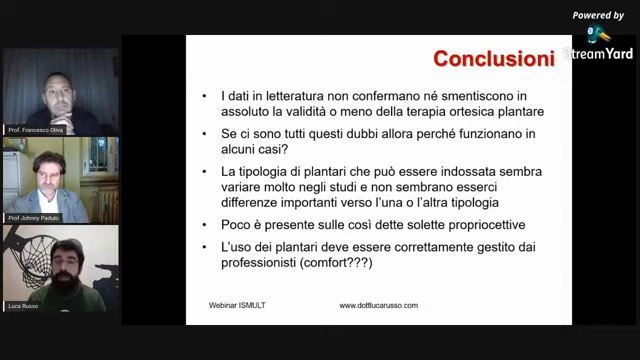 Powered by
StreamYard
Conclusioni
• I dati in letteratura non confermano né smentiscono in
assoluto la validità o meno della terapia ortesica plantare
• Se ci sono tutti questi dubbi allora perché funzionano in
alcuni casi?
• La tipologia di plantari che può essere indossata sembra
variare molto negli studi e non sembrano esserci
differenze importanti verso l'una o l'altra tipologia
• Poco è presente sulle così dette solette propriocettive
• L'uso dei plantari deve essere correttamente gestito dai
professionisti (comfort???)
Webinar ISMULT
www.dottlucarusso.com
Prof. Francesco Oliva
Prof Johnny Padulo
Luca Russo